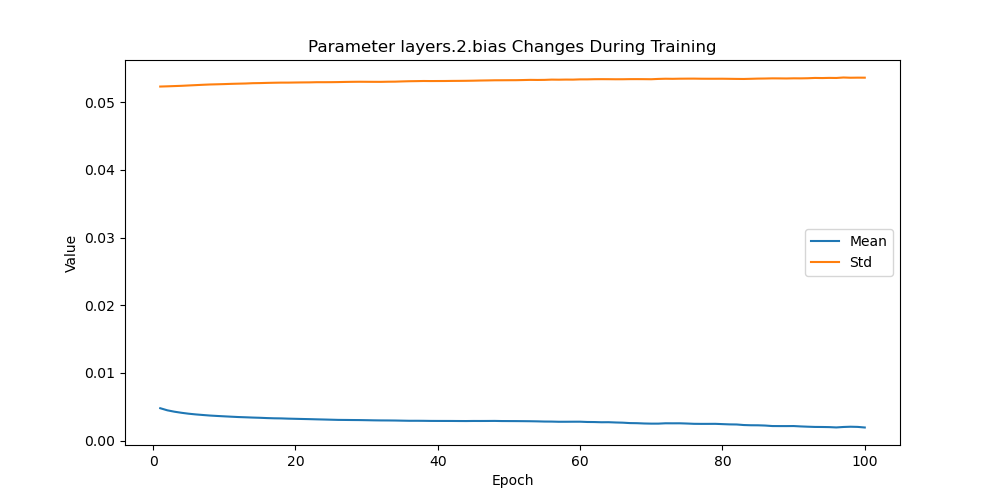 Parameter layers.2.bias Changes During Training
Value
0.05
0.04
0.03
0.02
0.01
0.00
Mean
Std
0 20 40 60 80 100
Epoch